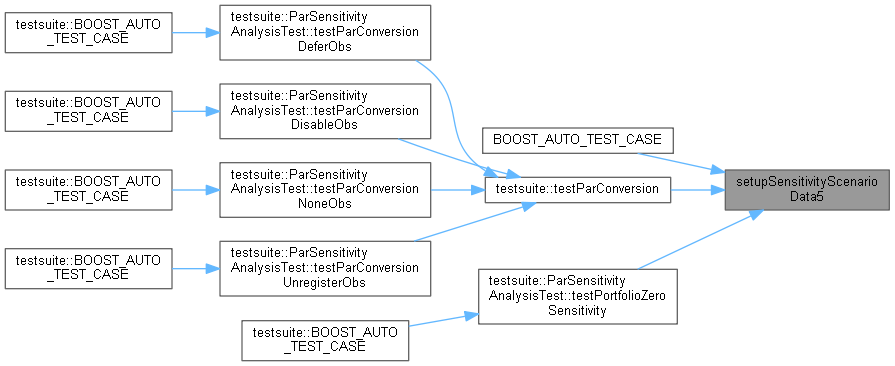 testsuite::BOOST_AUTO
_TEST_CASE
testsuite::ParSensitivity
AnalysisTest::testParConversion
DeferObs
testsuite::BOOST_AUTO
_TEST_CASE
testsuite::ParSensitivity
AnalysisTest::testParConversion
DisableObs
BOOST_AUTO_TEST_CASE
testsuite::BOOST_AUTO
_TEST_CASE
testsuite::ParSensitivity
AnalysisTest::testParConversion
NoneObs
testsuite::testParConversion
setupSensitivityScenario
Data5
testsuite::BOOST_AUTO
_TEST_CASE
testsuite::ParSensitivity
AnalysisTest::testParConversion
UnregisterObs
testsuite::ParSensitivity
AnalysisTest::testPortfolioZero
Sensitivity
testsuite::BOOST_AUTO
_TEST_CASE